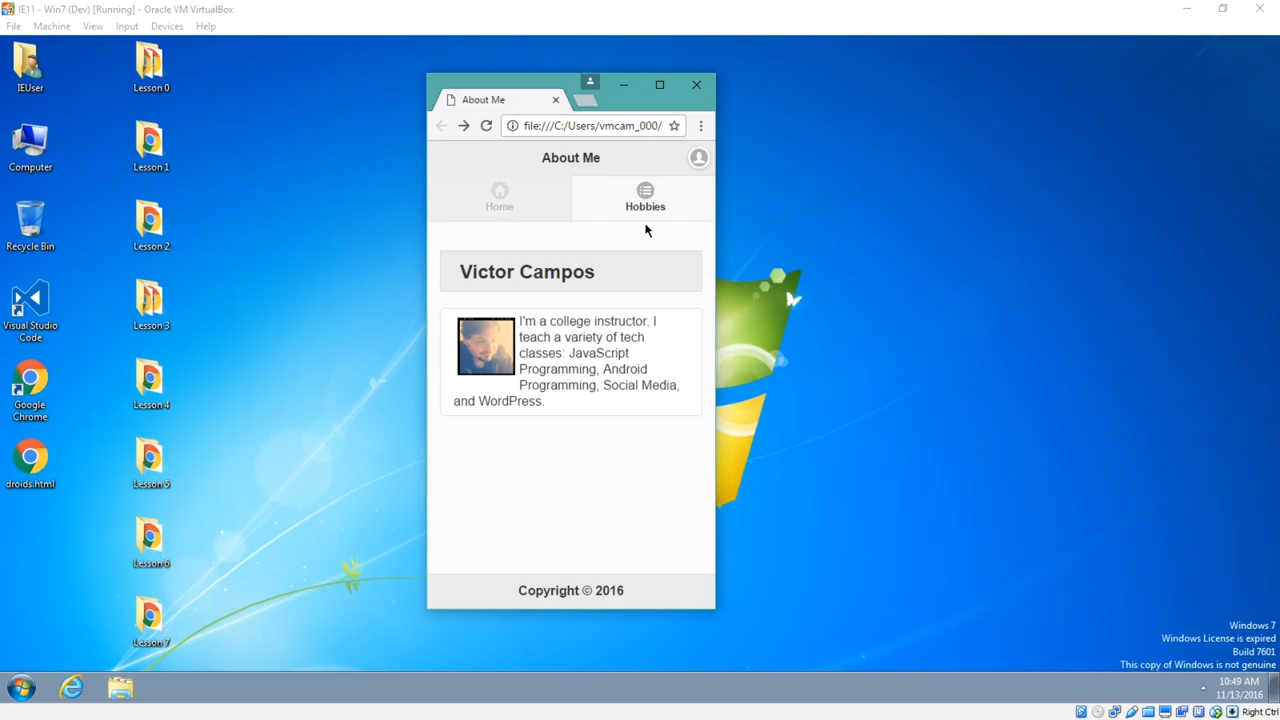 IE11 - Win7 (Dev) [Running] - Oracle VM VirtualBox
File Machine View Input Devices Help
IEUser
Computer
Recycle Bin
Visual Studio
Code
Google
Chrome
droids.html
Lesson 0
Lesson 1
Lesson 2
Lesson 3
Lesson 4
Lesson 5
Lesson 6
Lesson 7
About Me
file:///C:/Users/vmcam_000/
About Me
Home
Hobbies
Victor Campos
I'm a college instructor. I
teach a variety of tech
classes: JavaScript
Programming, Android
Programming, Social Media,
and WordPress.
Copyright © 2016
Windows 7
Windows License is expired
Build 7601
This copy of Windows is not genuine
10:49 AM
11/13/2016
Right Ctrl